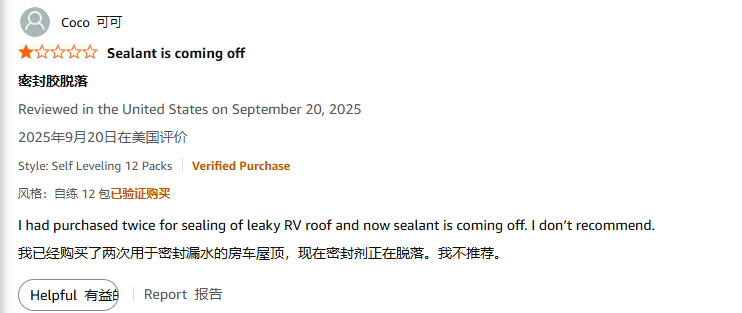 Coco 可可
Sealant is coming off
密封胶脱落
Reviewed in the United States on September 20, 2025
2025年9月20日在美国评价
Style: Self Leveling 12 Packs Verified Purchase
风格：自练 12 包已验证购买
I had purchased twice for sealing of leaky RV roof and now sealant is coming off. I don’t recommend.
我已经购买了两次用于密封漏水的房车屋顶，现在密封剂正在脱落。我不推荐。
Helpful 有益的 Report 报告